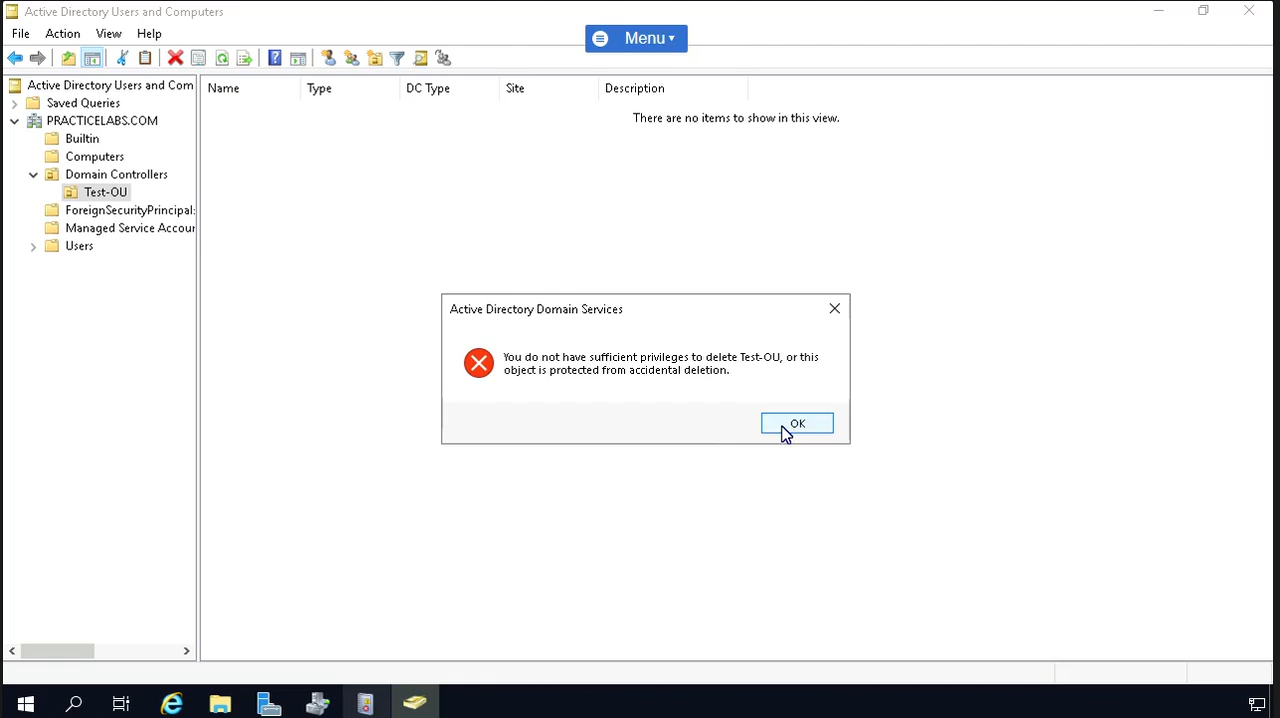 Active Directory Users and Computers
File Action View Help
Menu
Active Directory Users and Com
Name Type DC Type Site Description
Saved Queries
There are no items to show in this view.
PRACTICELABS.COM
Builtin
Computers
Domain Controllers
Test-OU
ForeignSecurityPrincipal:
Managed Service Accour
Users
Active Directory Domain Services
You do not have sufficient privileges to delete Test-OU, or this
object is protected from accidental deletion.
OK